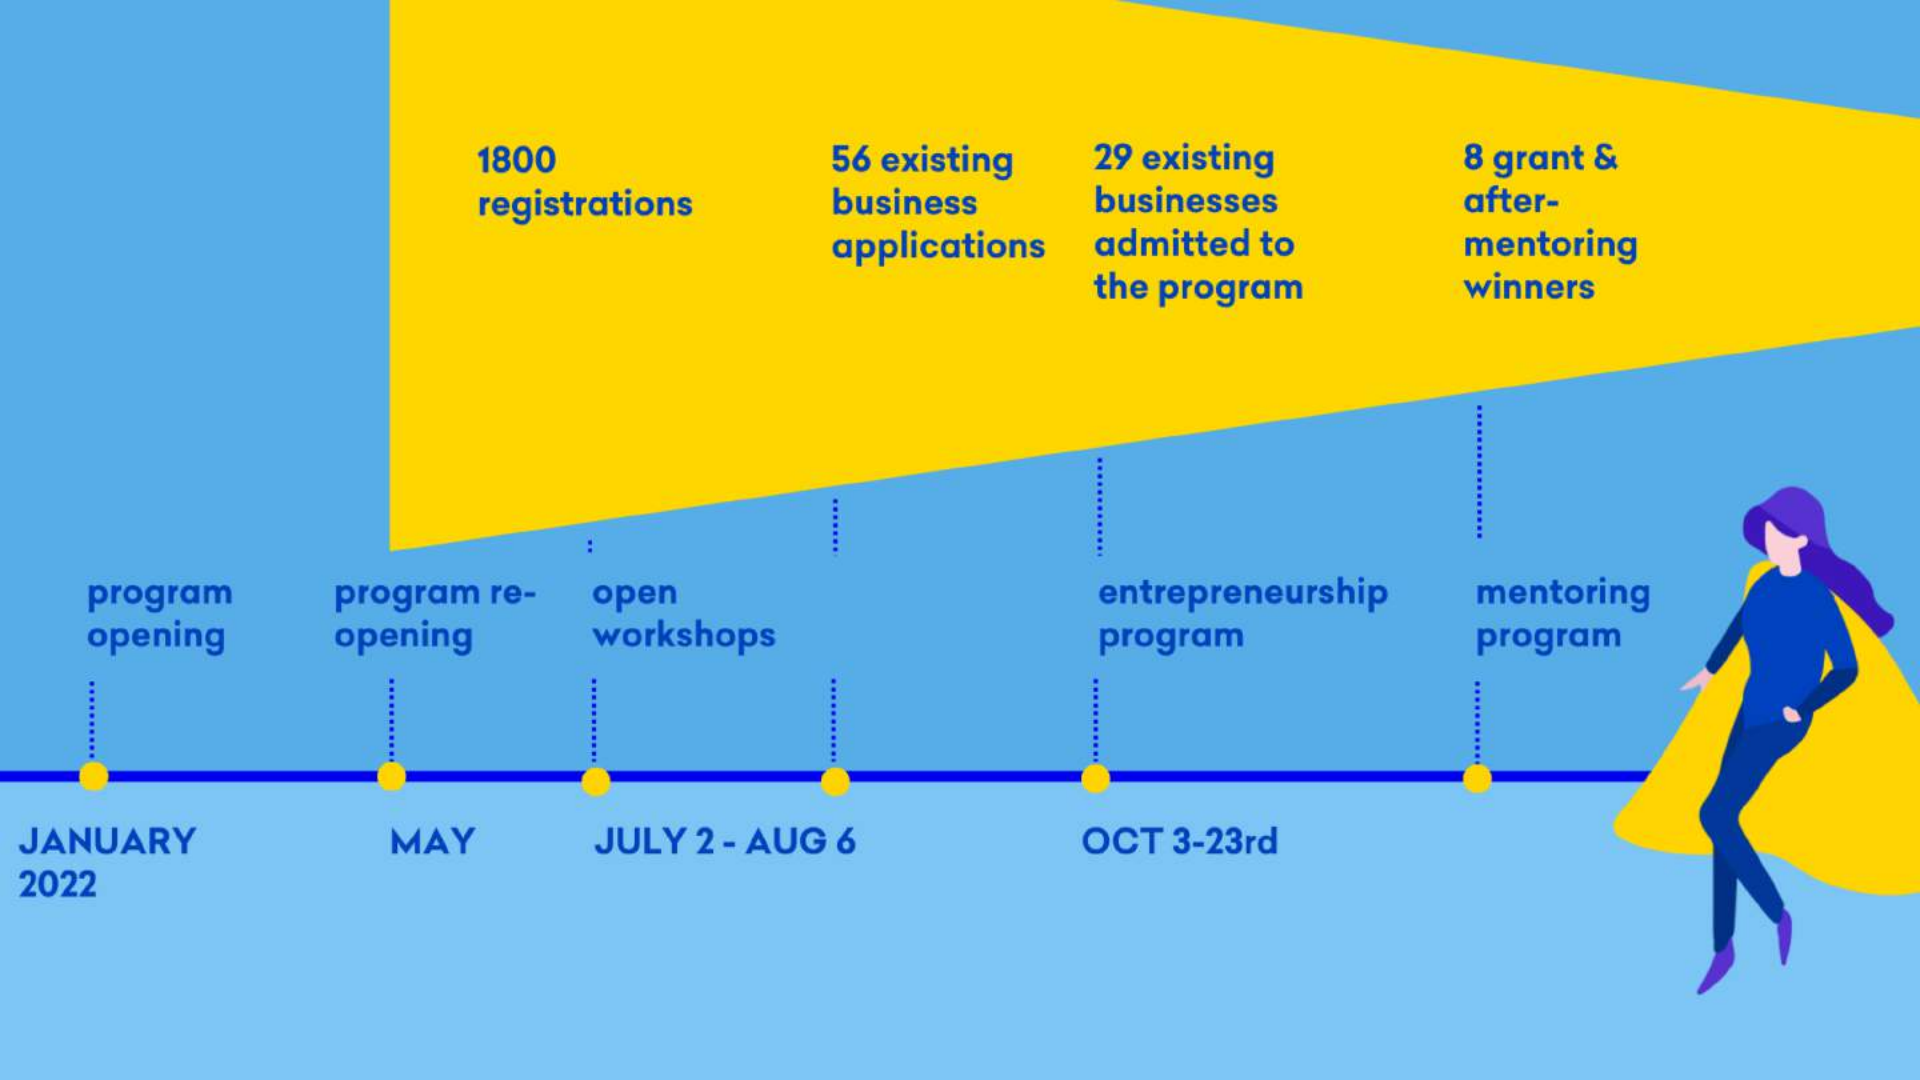 1800
registrations
56 existing
business
applications
29 existing
businesses
admitted to
the program
8 grant &
after-
mentoring
winners
program
opening
program re-
opening
open
workshops
entrepreneurship
program
mentoring
program
JANUARY
2022
MAY
JULY 2 - AUG 6
OCT 3-23rd